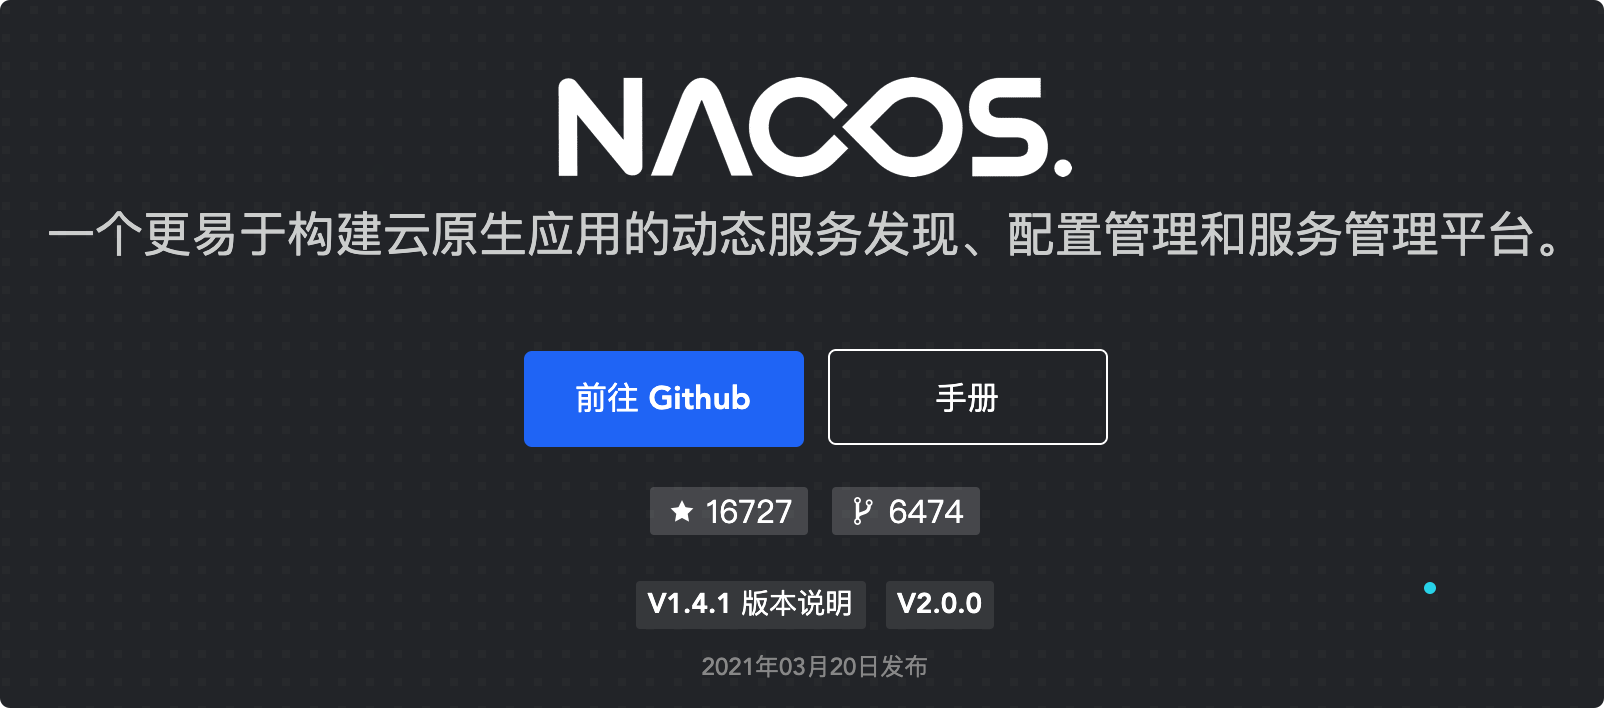 NACOS.
一个更易于构建云原生应用的动态服务发现、配置管理和服务管理平台。
前往 Github
手册
16727
6474
V1.4.1 版本说明
V2.0.0
2021年03月20日发布